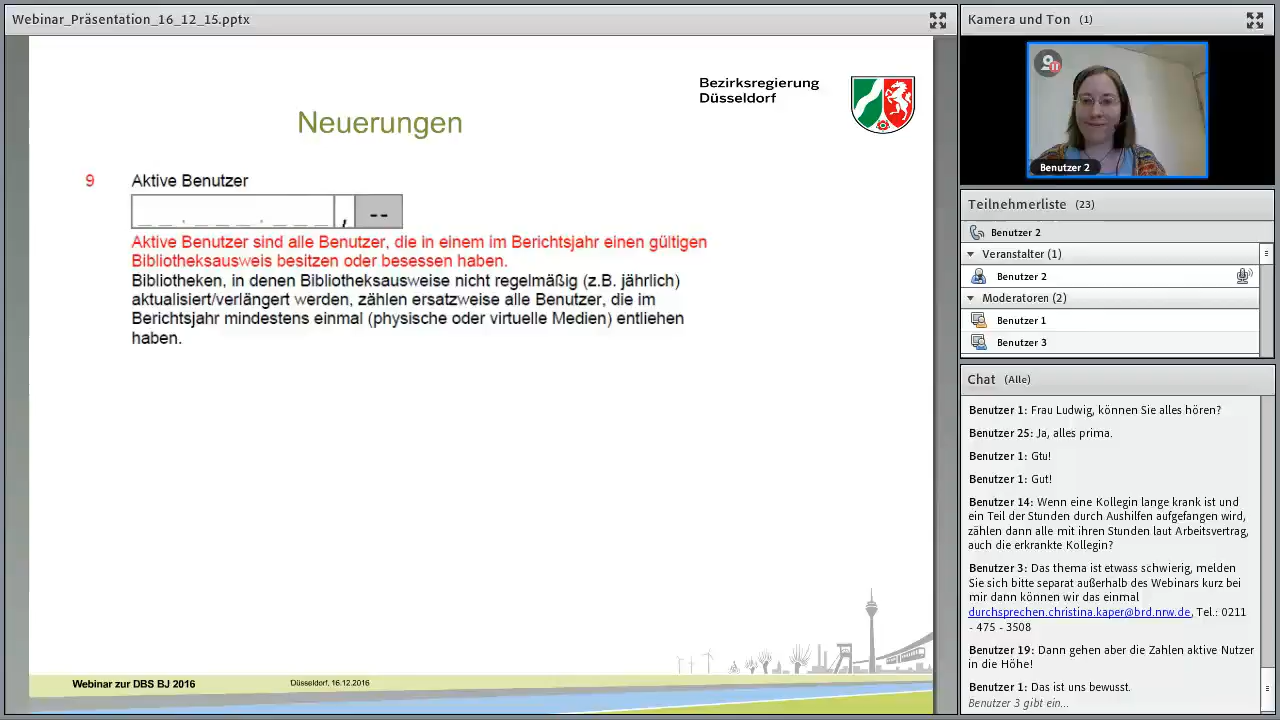 Webinar_Präsentation_16_12_15.pptx
Bezirksregierung
Düsseldorf
Neuerungen
9 Aktive Benutzer
__.___.___ , --
Aktive Benutzer sind alle Benutzer, die in einem im Berichtsjahr einen gültigen
Bibliotheksausweis besitzen oder besessen haben.
Bibliotheken, in denen Bibliotheksausweise nicht regelmäßig (z.B. jährlich)
aktualisiert/verlängert werden, zählen ersatzweise alle Benutzer, die im
Berichtsjahr mindestens einmal (physische oder virtuelle Medien) entliehen
haben.
Webinar zur DBS BJ 2016
Düsseldorf, 16.12.2016
Kamera und Ton (1)
Benutzer 2
Teilnehmerliste (23)
Benutzer 2
Veranstalter (1)
Benutzer 2
Moderatoren (2)
Benutzer 1
Benutzer 3
Chat (Alle)
Benutzer 1: Frau Ludwig, können Sie alles hören?
Benutzer 25: Ja, alles prima.
Benutzer 1: Gtu!
Benutzer 1: Gut!
Benutzer 14: Wenn eine Kollegin lange krank ist und
ein Teil der Stunden durch Aushilfen aufgefangen wird,
zählen dann alle mit ihren Stunden laut Arbeitsvertrag,
auch die erkrankte Kollegin?
Benutzer 3: Das thema ist etwass schwierig, melden
Sie sich bitte separat außerhalb des Webinars kurz bei
mir dann können wir das einmal
durchsprechen.christina.kaper@brd.nrw.de, Tel.: 0211
- 475 - 3508
Benutzer 19: Dann gehen aber die Zahlen aktive Nutzer
in die Höhe!
Benutzer 1: Das ist uns bewusst.
Benutzer 3 gibt ein...